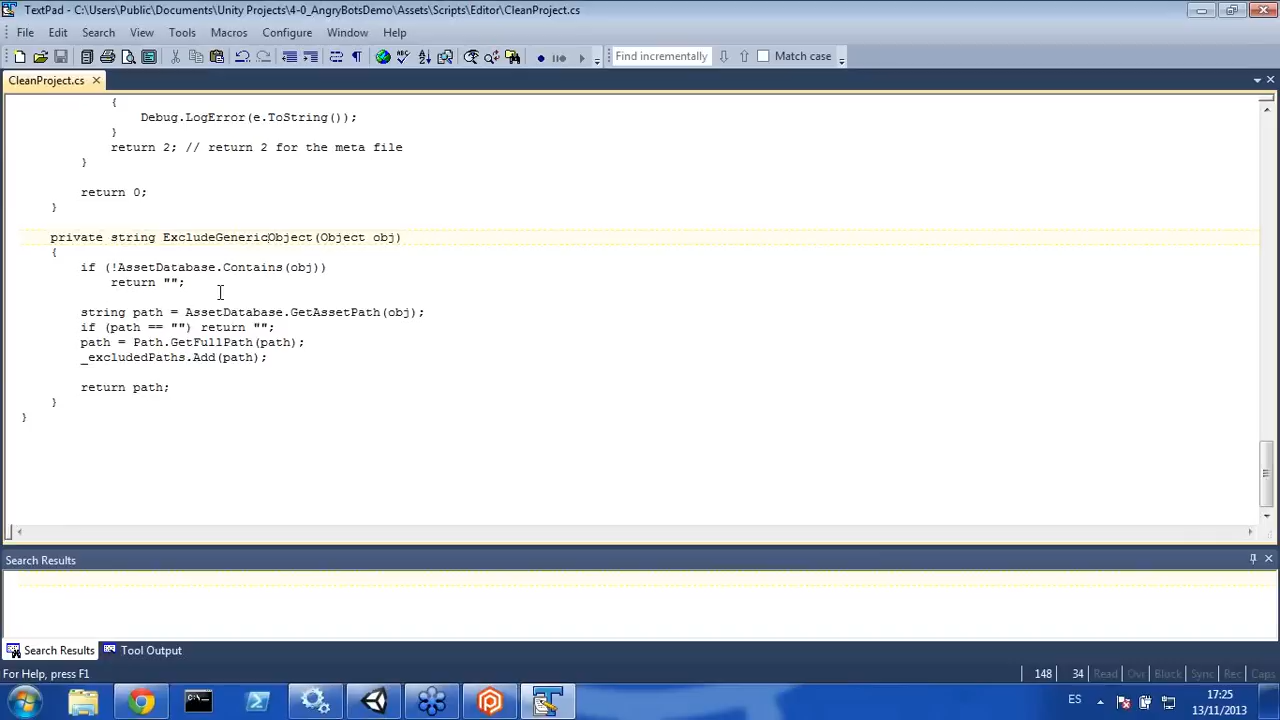 TextPad - C:\Users\Public\Documents\Unity Projects\4-0_AngryBotsDemo\Assets\Scripts\Editor\CleanProject.cs
File Edit Search View Tools Macros Configure Window Help
Find incrementally Match case
CleanProject.cs
{
Debug.LogError(e.ToString());
}
return 2; // return 2 for the meta file
}
return 0;
}
private string ExcludeGenericObject(Object obj)
{
if (!AssetDatabase.Contains(obj))
return "";
string path = AssetDatabase.GetAssetPath(obj);
if (path == "") return "";
path = Path.GetFullPath(path);
_excludedPaths.Add(path);
return path;
}
}
Search Results
Search Results Tool Output
For Help, press F1 148 34 Read Ovr Block Sync Rec Caps
ES 17:25
13/11/2013